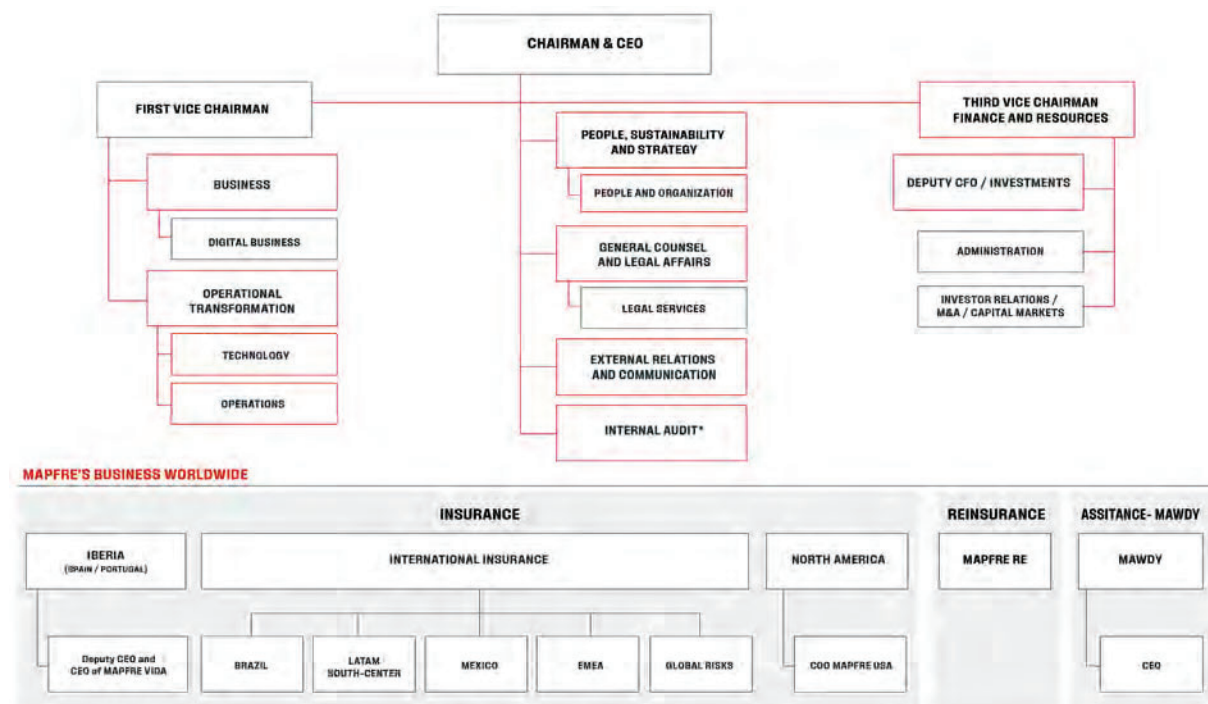 CHAIRMAN & CEO
FIRST VICE CHAIRMAN
THIRD VICE CHAIRMAN
FINANCE AND RESOURCES
BUSINESS
DIGITAL BUSINESS
OPERATIONAL
TRANSFORMATION
TECHNOLOGY
OPERATIONS
PEOPLE, SUSTAINABILITY
AND STRATEGY
PEOPLE AND ORGANIZATION
GENERAL COUNSEL
AND LEGAL AFFAIRS
LEGAL SERVICES
EXTERNAL RELATIONS
AND COMMUNICATION
INTERNAL AUDIT*
DEPUTY CFO / INVESTMENTS
ADMINISTRATION
INVESTOR RELATIONS /
M&A / CAPITAL MARKETS
MAPFRE'S BUSINESS WORLDWIDE
INSURANCE
REINSURANCE
ASSITANCE- MAWDY
IBERIA
(SPAIN / PORTUGAL)
INTERNATIONAL INSURANCE
NORTH AMERICA
MAPFRE RE
MAWDY
Deputy CEO and
CEO of MAPFRE VIDA
BRAZIL
LATAM
SOUTH-CENTER
MEXICO
EMEA
GLOBAL RISKS
COO MAPFRE USA
CEO